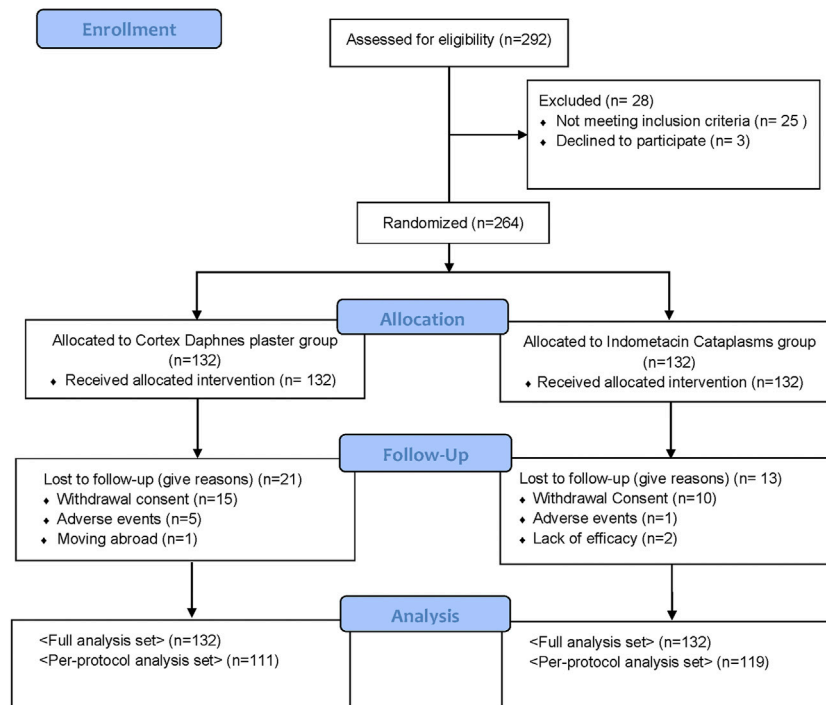 Enrollment
Assessed for eligibility (n=292)
Excluded (n= 28)
♦ Not meeting inclusion criteria (n= 25 )
♦ Declined to participate (n= 3)
Randomized (n=264)
Allocation
Allocated to Cortex Daphnes plaster group
(n=132)
♦ Received allocated intervention (n= 132)
Allocated to Indometacin Cataplasms group
(n=132)
♦ Received allocated intervention (n=132)
Follow-Up
Lost to follow-up (give reasons) (n=21)
♦ Withdrawal consent (n=15)
♦ Adverse events (n=5)
♦ Moving abroad (n=1)
Lost to follow-up (give reasons) (n= 13)
♦ Withdrawal Consent (n=10)
♦ Adverse events (n=1)
♦ Lack of efficacy (n=2)
Analysis
<Full analysis set> (n=132)
<Per-protocol analysis set> (n=111)
<Full analysis set> (n=132)
<Per-protocol analysis set> (n=119)